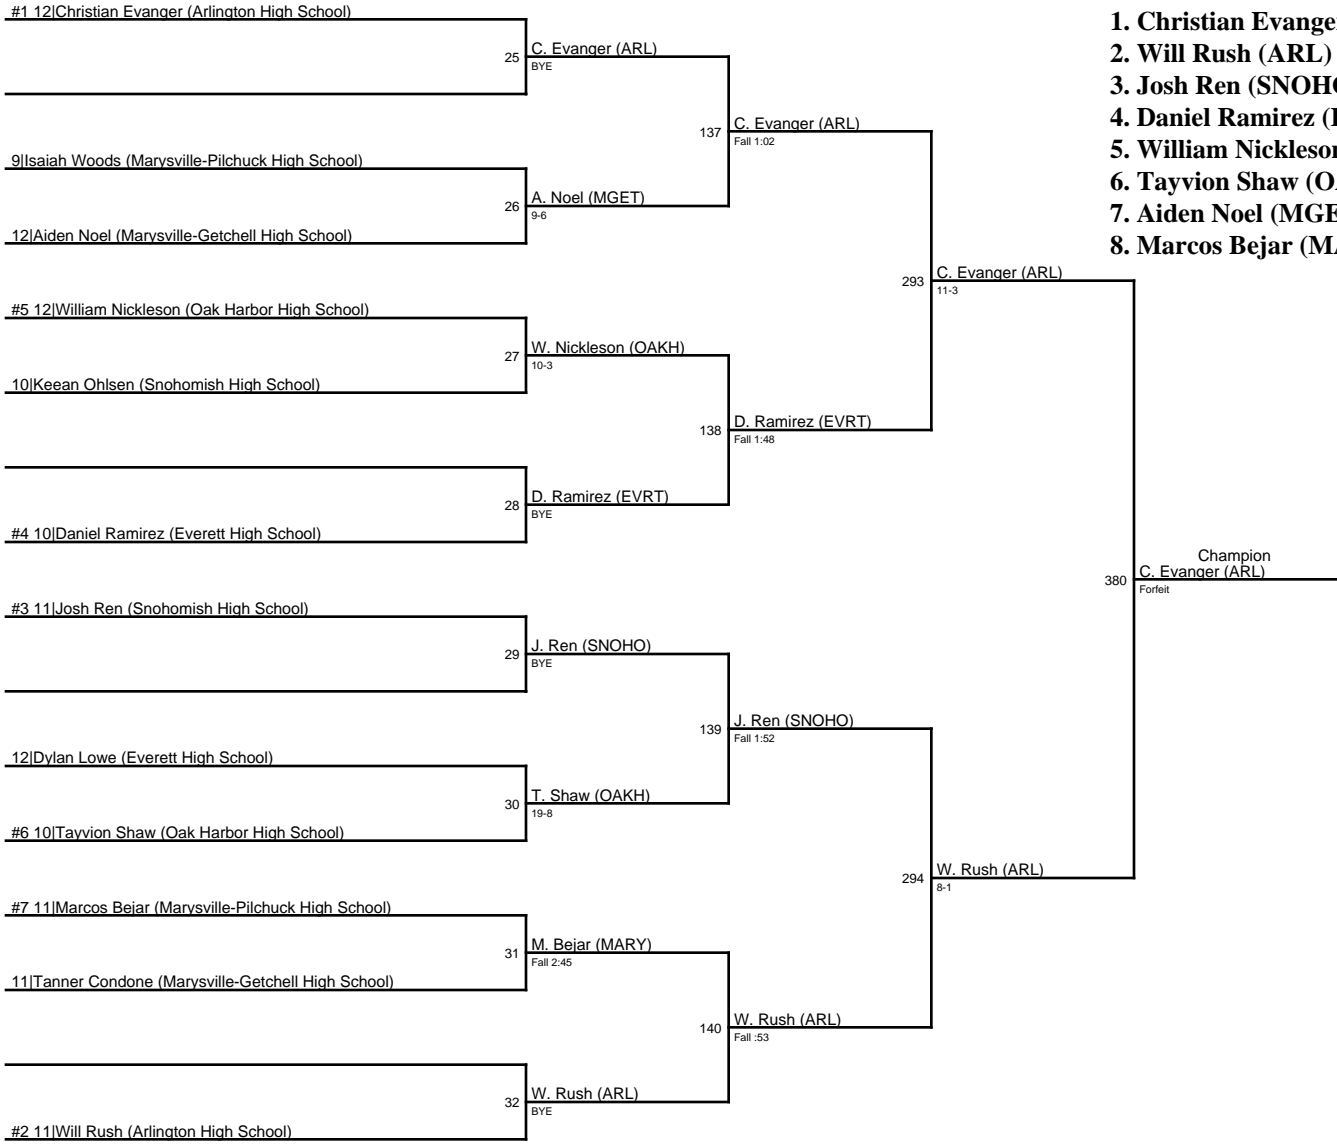 #1 12|Christian Evanger (Arlington High School)
25
C. Evanger (ARL)
BYE
137
C. Evanger (ARL)
Fall 1:02
9|Isaiah Woods (Marysville-Pilchuck High School)
26
A. Noel (MGET)
9-6
12|Aiden Noel (Marysville-Getchell High School)
293
C. Evanger (ARL)
11-3
#5 12|William Nickleson (Oak Harbor High School)
27
W. Nickleson (OAKH)
10-3
10|Keean Ohlsen (Snohomish High School)
138
D. Ramirez (EVRT)
Fall 1:48
28
D. Ramirez (EVRT)
BYE
#4 10|Daniel Ramirez (Everett High School)
Champion
380
C. Evanger (ARL)
Forfeit
#3 11|Josh Ren (Snohomish High School)
29
J. Ren (SNOHO)
BYE
139
J. Ren (SNOHO)
Fall 1:52
12|Dylan Lowe (Everett High School)
30
T. Shaw (OAKH)
19-8
#6 10|Tayvion Shaw (Oak Harbor High School)
294
W. Rush (ARL)
8-1
#7 11|Marcos Bejar (Marysville-Pilchuck High School)
31
M. Bejar (MARY)
Fall 2:45
11|Tanner Condone (Marysville-Getchell High School)
140
W. Rush (ARL)
Fall :53
32
W. Rush (ARL)
BYE
#2 11|Will Rush (Arlington High School)
1. Christian Evange
2. Will Rush (ARL)
3. Josh Ren (SNOH
4. Daniel Ramirez (
5. William Nickleso
6. Tayvion Shaw (O
7. Aiden Noel (MGE
8. Marcos Bejar (M